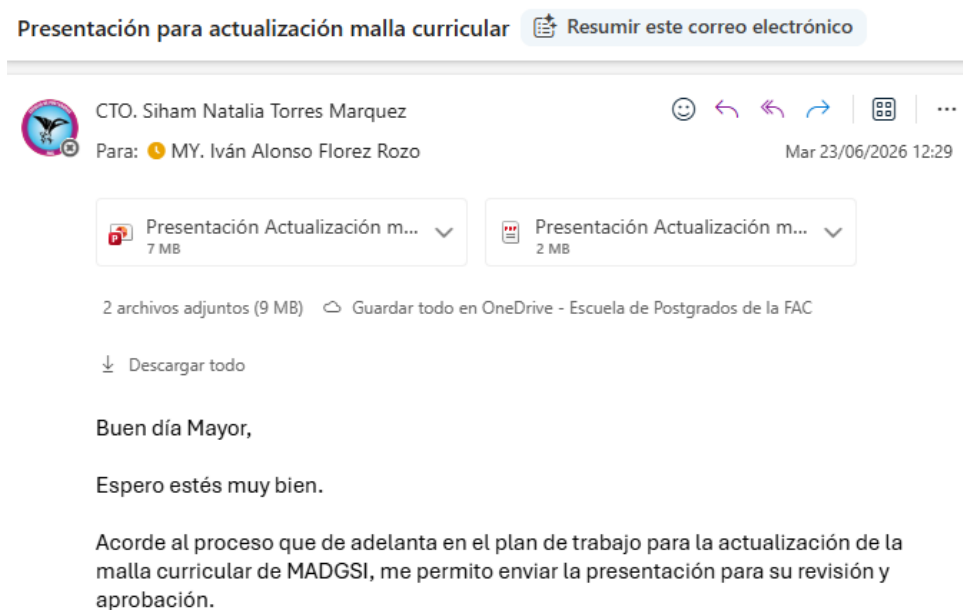 Presentación para actualización malla curricular Resumir este correo electrónico
CTO. Siham Natalia Torres Marquez
Para: MY. Iván Alonso Florez Rozo Mar 23/06/2026 12:29
Presentación Actualización m... Presentación Actualización m...
7 MB 2 MB
2 archivos adjuntos (9 MB) Guardar todo en OneDrive - Escuela de Postgrados de la FAC
Descargar todo
Buen día Mayor,
Espero estés muy bien.
Acorde al proceso que de adelanta en el plan de trabajo para la actualización de la
malla curricular de MADGSI, me permito enviar la presentación para su revisión y
aprobación.